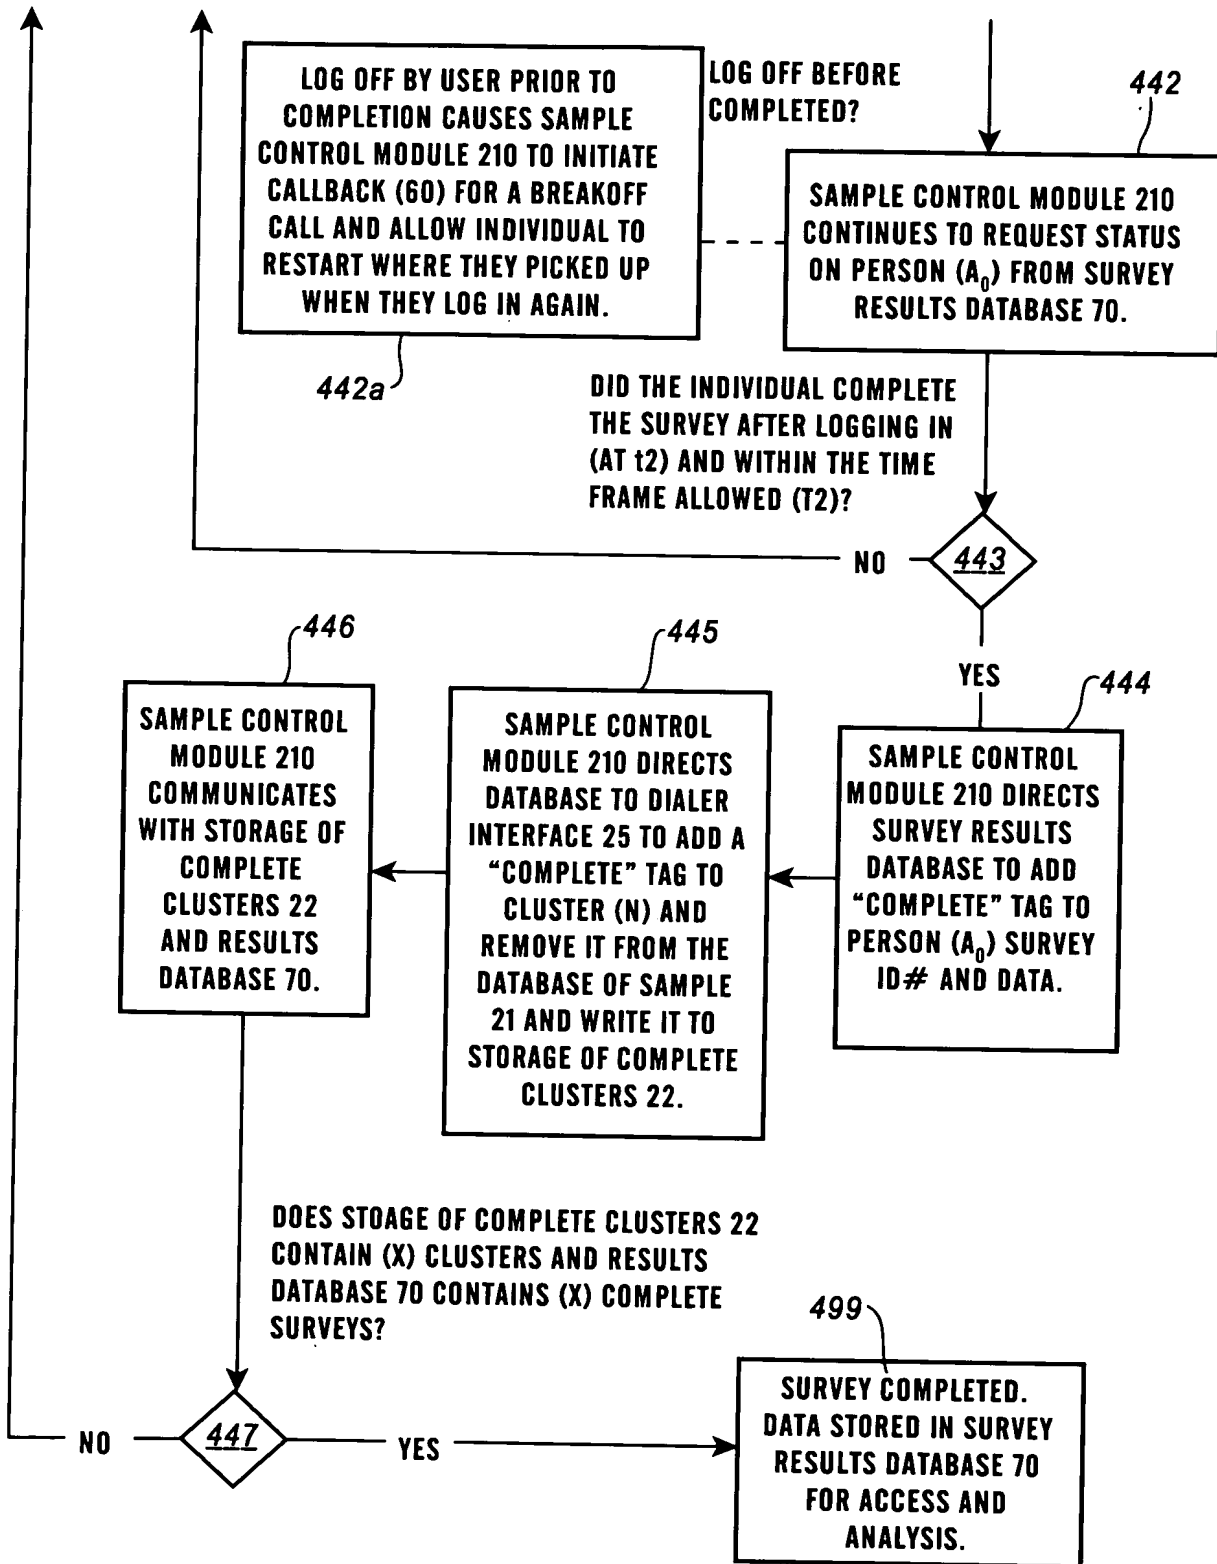 LOG OFF BY USER PRIOR TO
COMPLETION CAUSES SAMPLE
CONTROL MODULE 210 TO INITIATE
CALLBACK (60) FOR A BREAKOFF
CALL AND ALLOW INDIVIDUAL TO
RESTART WHERE THEY PICKED UP
WHEN THEY LOG IN AGAIN.
442a
LOG OFF BEFORE
COMPLETED?
442
SAMPLE CONTROL MODULE 210
CONTINUES TO REQUEST STATUS
ON PERSON (A₀) FROM SURVEY
RESULTS DATABASE 70.
DID THE INDIVIDUAL COMPLETE
THE SURVEY AFTER LOGGING IN
(AT t2) AND WITHIN THE TIME
FRAME ALLOWED (T2)?
NO
443
YES
444
SAMPLE CONTROL
MODULE 210 DIRECTS
SURVEY RESULTS
DATABASE TO ADD
“COMPLETE” TAG TO
PERSON (A₀) SURVEY
ID# AND DATA.
445
SAMPLE CONTROL
MODULE 210 DIRECTS
DATABASE TO DIALER
INTERFACE 25 TO ADD A
“COMPLETE” TAG TO
CLUSTER (N) AND
REMOVE IT FROM THE
DATABASE OF SAMPLE
21 AND WRITE IT TO
STORAGE OF COMPLETE
CLUSTERS 22.
446
SAMPLE CONTROL
MODULE 210
COMMUNICATES
WITH STORAGE OF
COMPLETE
CLUSTERS 22
AND RESULTS
DATABASE 70.
DOES STOAGE OF COMPLETE CLUSTERS 22
CONTAIN (X) CLUSTERS AND RESULTS
DATABASE 70 CONTAINS (X) COMPLETE
SURVEYS?
NO
447
YES
499
SURVEY COMPLETED.
DATA STORED IN SURVEY
RESULTS DATABASE 70
FOR ACCESS AND
ANALYSIS.